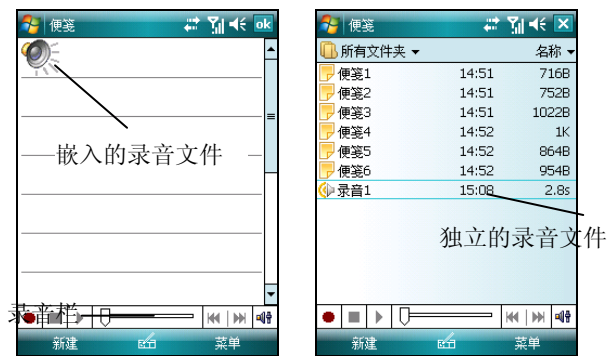 便笺
ok
嵌入的录音文件
录音栏
新建
菜单
便笺
所有文件夹 名称
便笺1 14:51 716B
便笺2 14:51 752B
便笺3 14:51 1022B
便笺4 14:52 1K
便笺5 14:52 864B
便笺6 14:52 954B
录音1 15:08 2.8s
独立的录音文件
新建
菜单